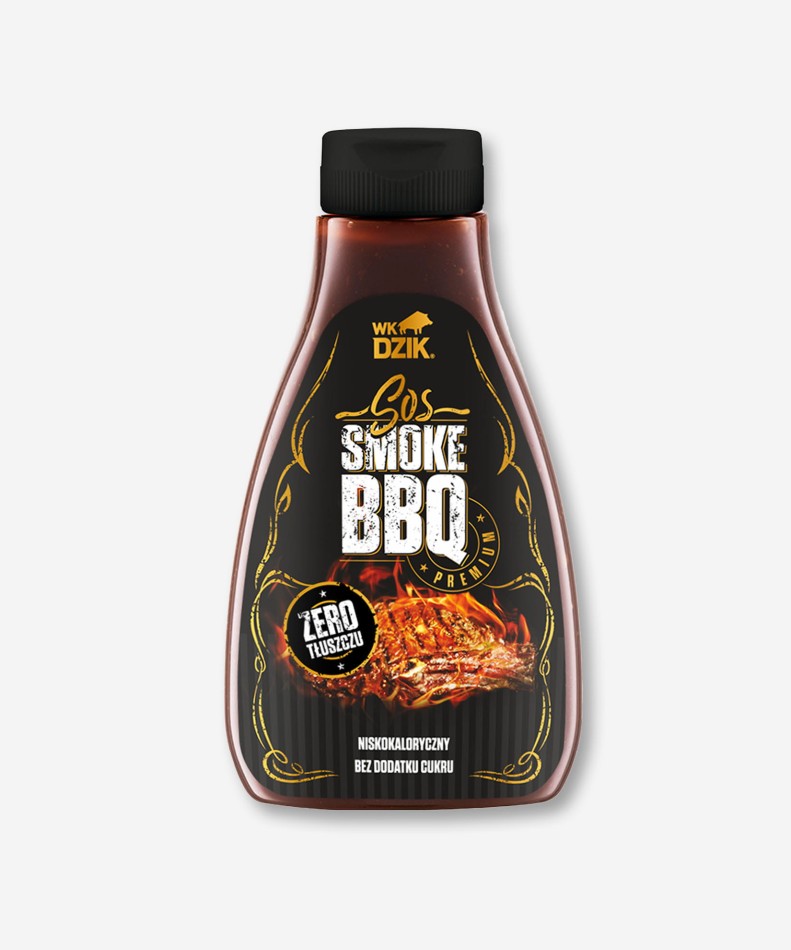 WK
DZIK®
Sos
SMOKE
BBQ
PREMIUM
ZERO
TŁUSZCZU
NISKOKALORYCZNY
BEZ DODATKU CUKRU